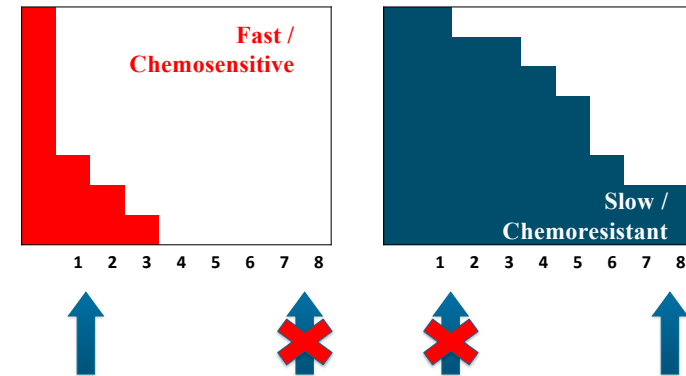 Fast /
Chemosensitive
1 2 3 4 5 6 7 8
Slow /
Chemoresistant
1 2 3 4 5 6 7 8